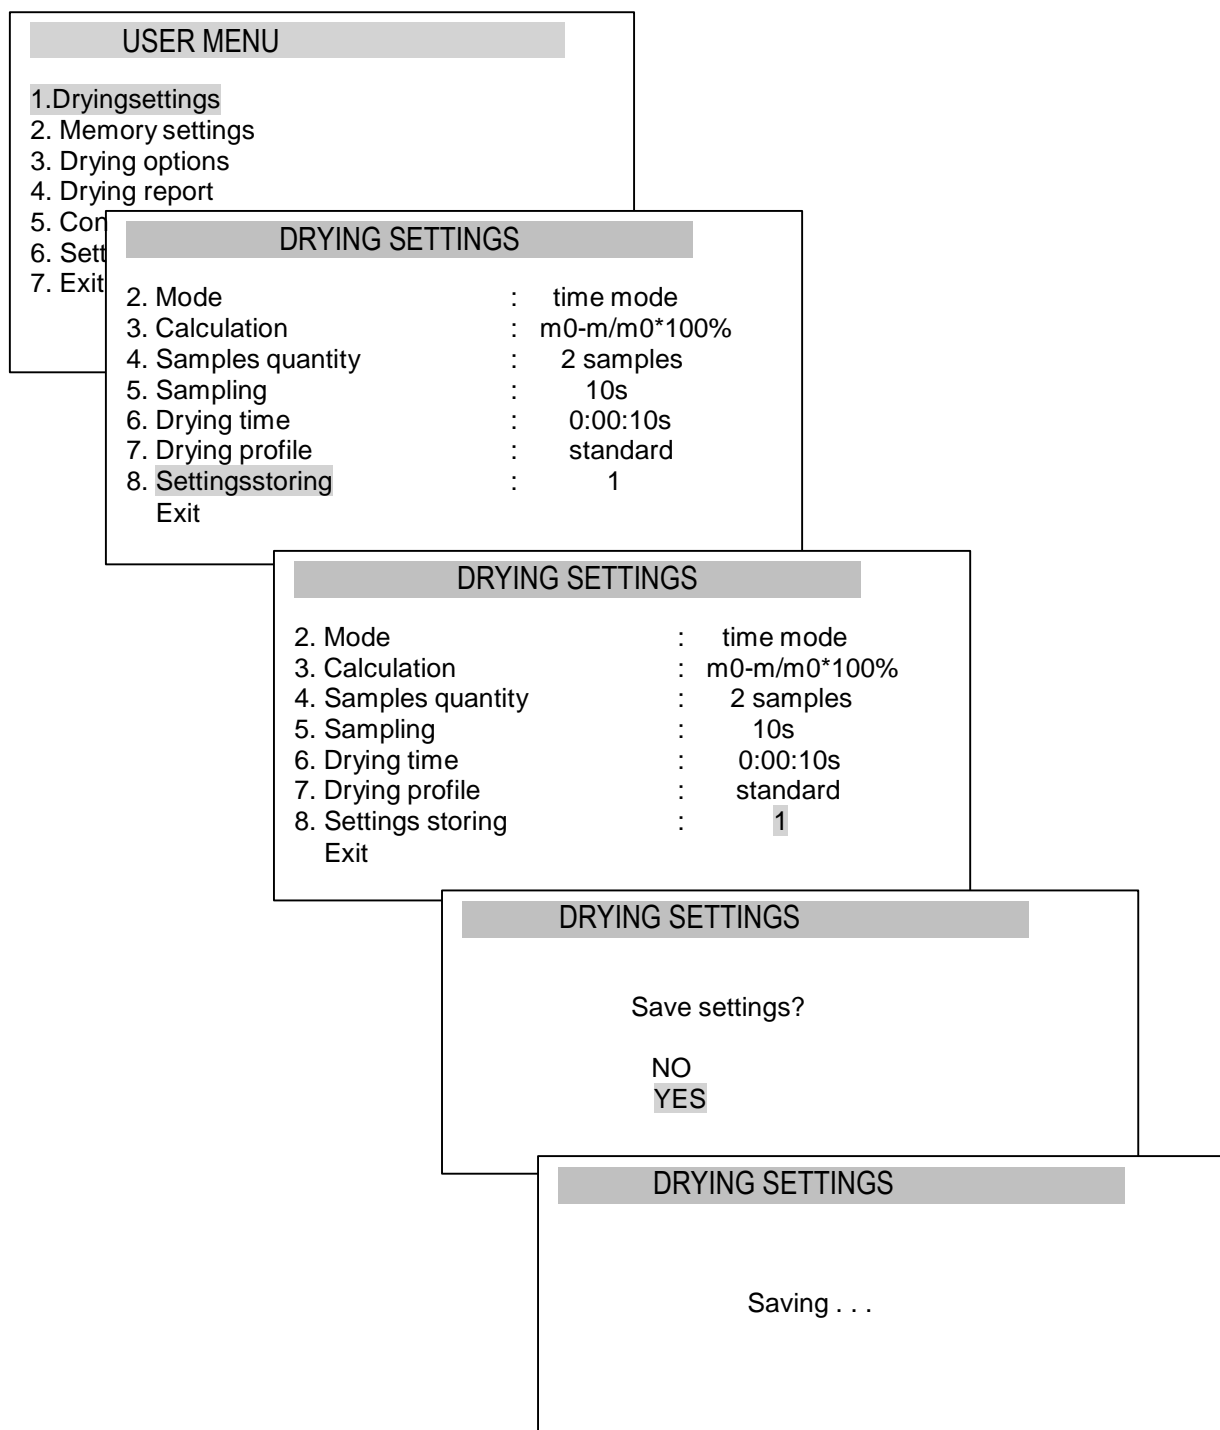 USER MENU
1.Dryingsettings
2. Memory settings
3. Drying options
4. Drying report
5. Con
6. Sett
7. Exit
DRYING SETTINGS
2. Mode : time mode
3. Calculation : m0-m/m0*100%
4. Samples quantity : 2 samples
5. Sampling : 10s
6. Drying time : 0:00:10s
7. Drying profile : standard
8. Settingsstoring : 1
Exit
DRYING SETTINGS
2. Mode : time mode
3. Calculation : m0-m/m0*100%
4. Samples quantity : 2 samples
5. Sampling : 10s
6. Drying time : 0:00:10s
7. Drying profile : standard
8. Settings storing : 1
Exit
DRYING SETTINGS
Save settings?
NO
YES
DRYING SETTINGS
Saving . . .